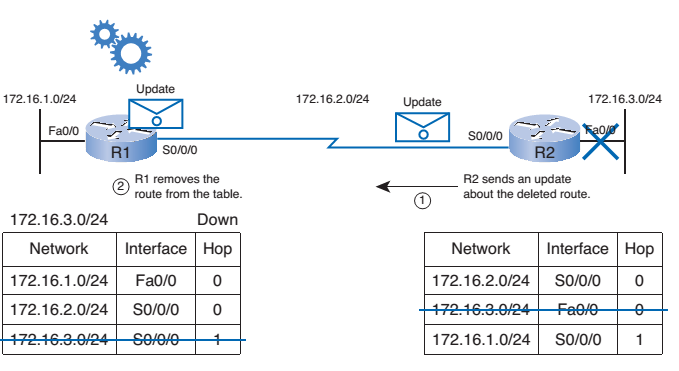 Update
172.16.1.0/24
172.16.2.0/24
Update
172.16.3.0/24
Fa0/0
R1
S0/0/0
S0/0/0
R2
Fa0/0
② R1 removes the
route from the table.
①
R2 sends an update
about the deleted route.
172.16.3.0/24 Down
Network Interface Hop
172.16.1.0/24 Fa0/0 0
172.16.2.0/24 S0/0/0 0
172.16.3.0/24 S0/0/0 1
Network Interface Hop
172.16.2.0/24 S0/0/0 0
172.16.3.0/24 Fa0/0 0
172.16.1.0/24 S0/0/0 1